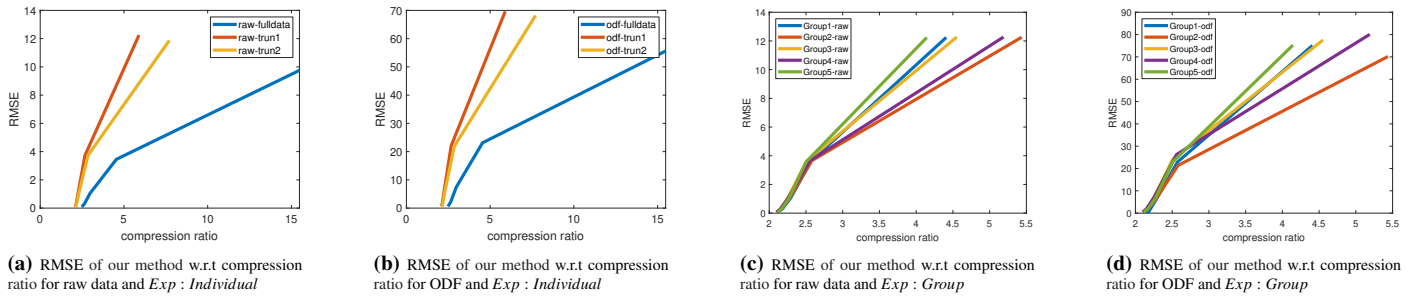 RMSE
14
12
10
8
6
4
2
0
0
5
10
15
compression ratio
raw-fulldata
raw-trun1
raw-trun2
(a) RMSE of our method w.r.t compression
ratio for raw data and Exp : Individual
RMSE
70
60
50
40
30
20
10
0
0
5
10
15
compression ratio
odf-fulldata
odf-trun1
odf-trun2
(b) RMSE of our method w.r.t compression
ratio for ODF and Exp : Individual
RMSE
14
12
10
8
6
4
2
0
2
2.5
3
3.5
4
4.5
5
5.5
compression ratio
Group1-raw
Group2-raw
Group3-raw
Group4-raw
Group5-raw
(c) RMSE of our method w.r.t compression
ratio for raw data and Exp : Group
RMSE
90
80
70
60
50
40
30
20
10
0
2
2.5
3
3.5
4
4.5
5
5.5
compression ratio
Group1-odf
Group2-odf
Group3-odf
Group4-odf
Group5-odf
(d) RMSE of our method w.r.t compression
ratio for ODF and Exp : Group